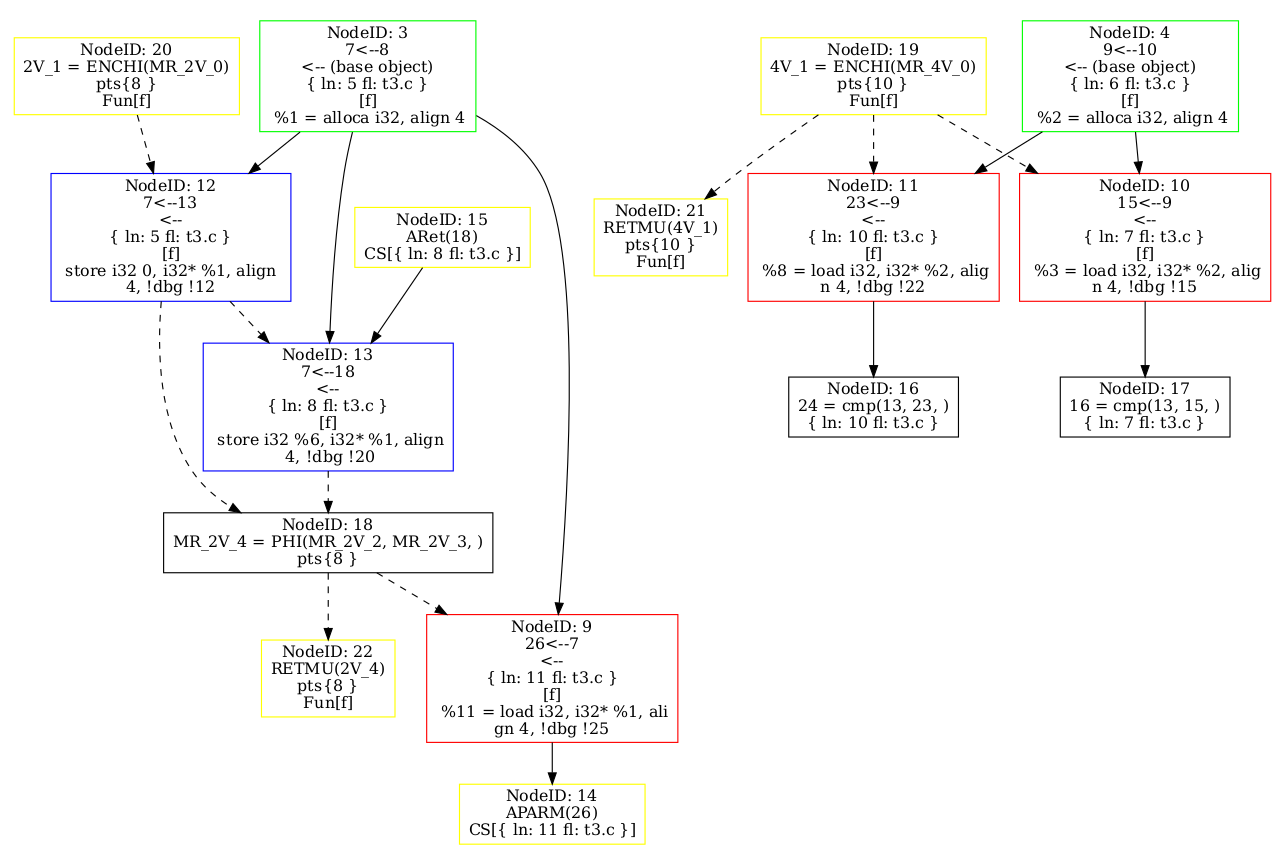 NodeID: 20
2V_1 = ENCHI(MR_2V_0)
pts{8 }
Fun[f]
NodeID: 3
7<--8
<-- (base object)
{ ln: 5 fl: t3.c }
[f]
%1 = alloca i32, align 4
NodeID: 19
4V_1 = ENCHI(MR_4V_0)
pts{10 }
Fun[f]
NodeID: 4
9<--10
<-- (base object)
{ ln: 6 fl: t3.c }
[f]
%2 = alloca i32, align 4
NodeID: 12
7<--13
<--
{ ln: 5 fl: t3.c }
[f]
store i32 0, i32* %1, align
4, !dbg !12
NodeID: 15
ARet(18)
CS[{ ln: 8 fl: t3.c }]
NodeID: 21
RETMU(4V_1)
pts{10 }
Fun[f]
NodeID: 11
23<--9
<--
{ ln: 10 fl: t3.c }
[f]
%8 = load i32, i32* %2, alig
n 4, !dbg !22
NodeID: 10
15<--9
<--
{ ln: 7 fl: t3.c }
[f]
%3 = load i32, i32* %2, alig
n 4, !dbg !15
NodeID: 13
7<--18
<--
{ ln: 8 fl: t3.c }
[f]
store i32 %6, i32* %1, align
4, !dbg !20
NodeID: 16
24 = cmp(13, 23, )
{ ln: 10 fl: t3.c }
NodeID: 17
16 = cmp(13, 15, )
{ ln: 7 fl: t3.c }
NodeID: 18
MR_2V_4 = PHI(MR_2V_2, MR_2V_3, )
pts{8 }
NodeID: 22
RETMU(2V_4)
pts{8 }
Fun[f]
NodeID: 9
26<--7
<--
{ ln: 11 fl: t3.c }
[f]
%11 = load i32, i32* %1, ali
gn 4, !dbg !25
NodeID: 14
APARM(26)
CS[{ ln: 11 fl: t3.c }]